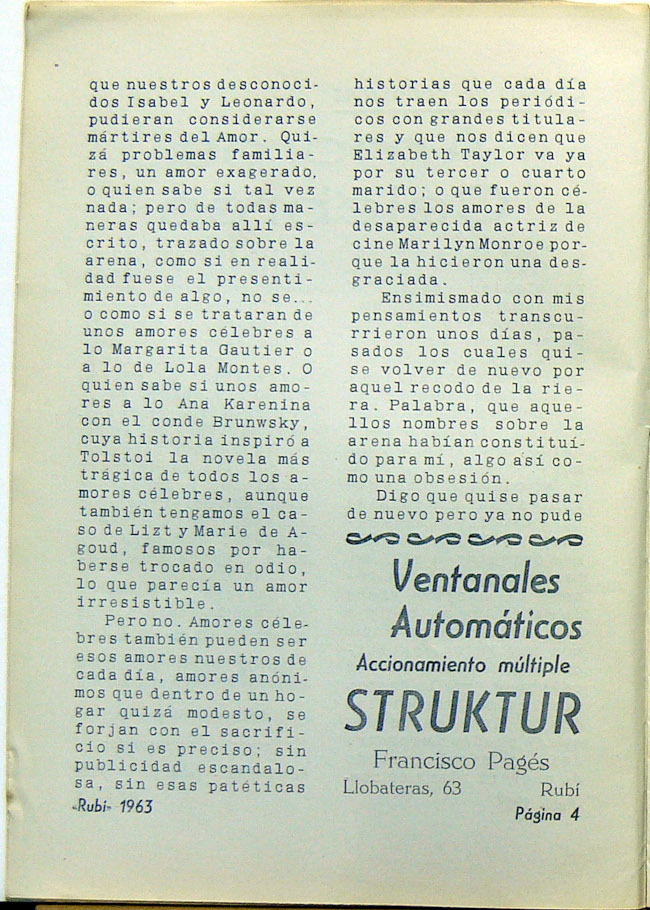 que nuestros desconoci-
dos Isabel y Leonardo,
pudieran considerarse
mártires del Amor. Qui-
zá problemas familia-
res, un amor exagerado,
o quien sabe si tal vez
nada; pero de todas ma-
neras quedaba allí es-
crito, trazado sobre la
arena, como si en reali-
dad fuese el presenti-
miento de algo, no se...
o como si se trataran de
unos amores célebres a
lo Margarita Gautier o
a lo de Lola Montes. O
quien sabe si unos amo-
res a lo Ana Karenina
con el conde Brunwsky,
cuya historia inspiró a
Tolstoi la novela más
trágica de todos los a-
mores célebres, aunque
también tengamos el ca-
so de Lizt y Marie de A-
goud, famosos por ha-
berse trocado en odio,
lo que parecía un amor
irresistible.
Pero no. Amores céle-
bres también pueden ser
esos amores nuestros de
cada día, amores anóni-
mos que dentro de un ho-
gar quizá modesto, se
forjan con el sacrifi-
cio si es preciso; sin
publicidad escandalo-
sa, sin esas patéticas
historias que cada día
nos traen los periódi-
cos con grandes titula-
res y que nos dicen que
Elizabeth Taylor va ya
por su tercer o cuarto
marido; o que fueron cé-
lebres los amores de la
desaparecida actriz de
cine Marilyn Monroe por-
que la hicieron una des-
graciada.
Ensimismado con mis
pensamientos transcu-
rrieron unos días, pa-
sados los cuales qui-
se volver de nuevo por
aquel recodo de la rie-
ra. Palabra, que aque-
llos nombres sobre la
arena habían constituí-
do para mí, algo así co-
mo una obsesión.
Digo que quise pasar
de nuevo pero ya no pude
Ventanales
Automáticos
Accionamiento múltiple
STRUKTUR
Francisco Pagés
Llobateras, 63 Rubí
«Rubí» 1963
Página 4